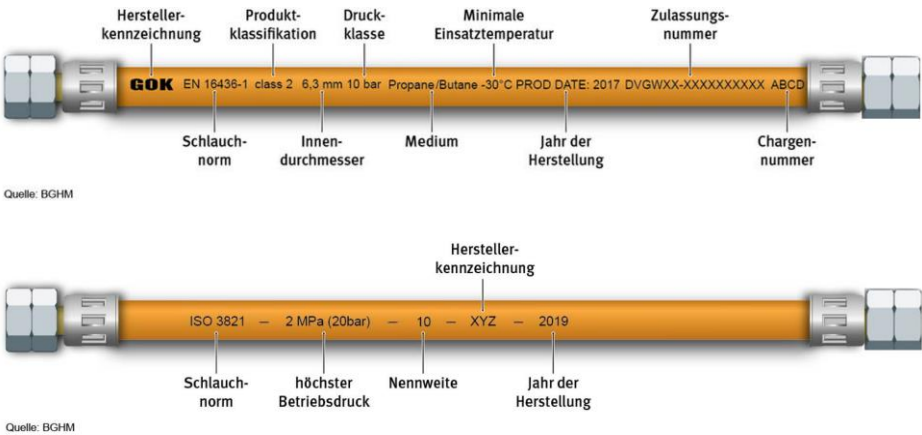 Hersteller-
kennzeichnung
Produkt-
klassifikation
Druck-
klasse
Minimale
Einsatztemperatur
Zulassungs-
nummer
GOK EN 16436-1 class 2 6,3 mm 10 bar Propane/Butane -30°C PROD DATE: 2017 DVGWXX-XXXXXXXXXX ABCD
Schlauch-
norm
Innen-
durchmesser
Medium
Jahr der
Herstellung
Chargen-
nummer
Quelle: BGHM
Hersteller-
kennzeichnung
ISO 3821 – 2 MPa (20bar) – 10 – XYZ – 2019
Schlauch-
norm
höchster
Betriebsdruck
Nennweite
Jahr der
Herstellung
Quelle: BGHM